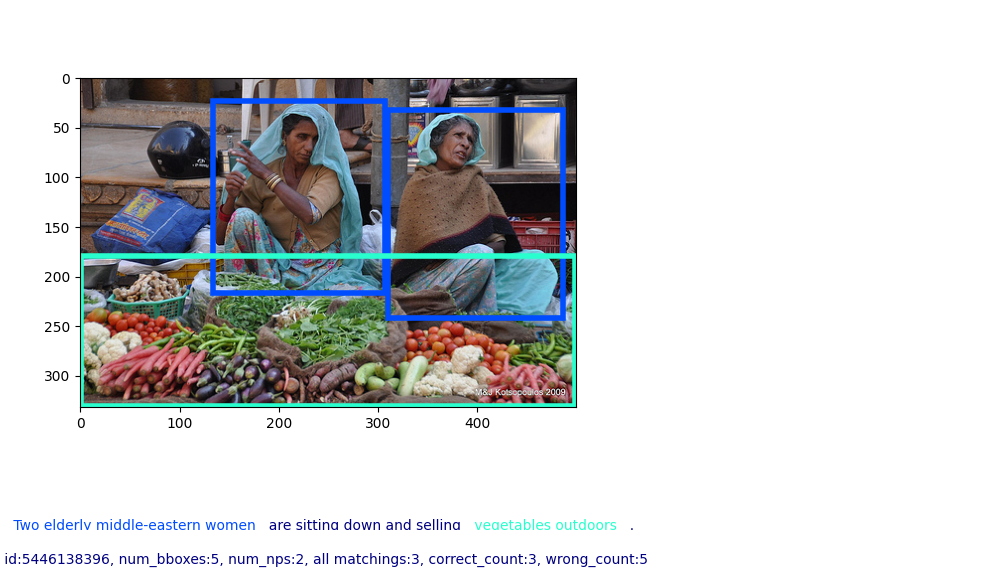 0
50
100
150
200
250
300
0 100 200 300 400
M&J Kotsopoulos 2009
Two elderly middle-eastern women are sitting down and selling vegetables outdoors .
id:5446138396, num_bboxes:5, num_nps:2, all matchings:3, correct_count:3, wrong_count:5